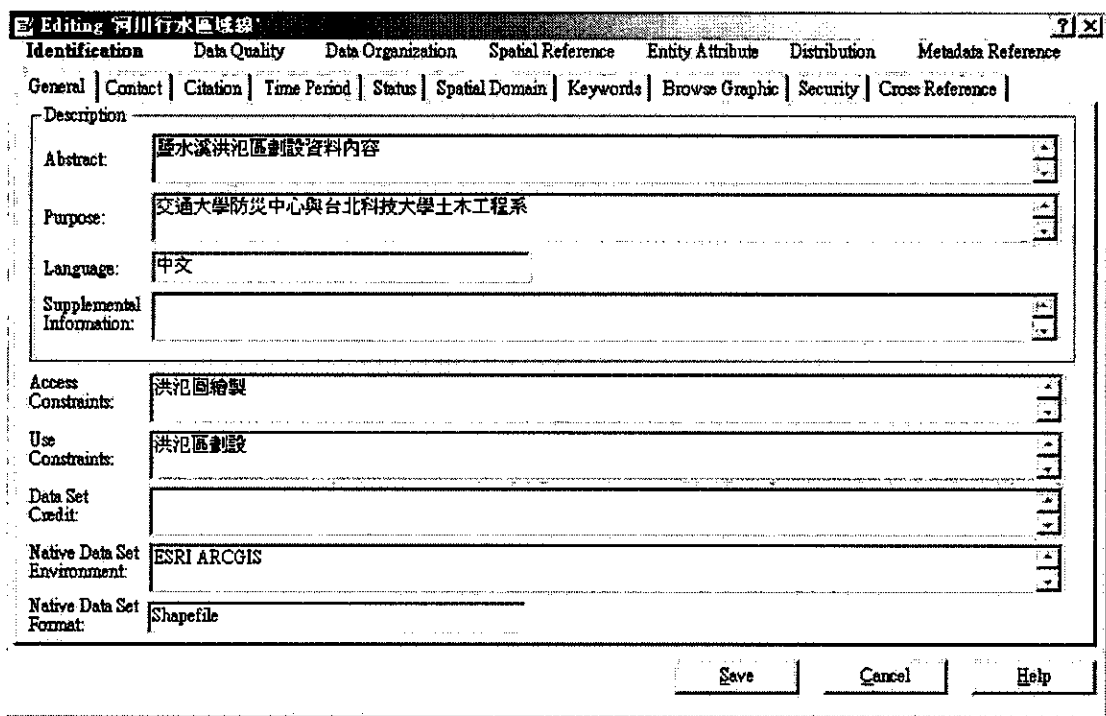 Editing '河川行水區域線'
Identification Data Quality Data Organization Spatial Reference Entity Attribute Distribution Metadata Reference
General Contact Citation Time Period Status Spatial Domain Keywords Browse Graphic Security Cross Reference
Description
Abstract: 鹽水溪洪氾區劃設資料內容
Purpose: 交通大學防災中心與台北科技大學土木工程系
Language: 中文
Supplemental
Information:
Access
Constraints: 洪氾圖繪製
Use
Constraints: 洪氾區劃設
Data Set
Credit:
Native Data Set
Environment: ESRI ARCGIS
Native Data Set
Format: Shapefile
Save Cancel Help